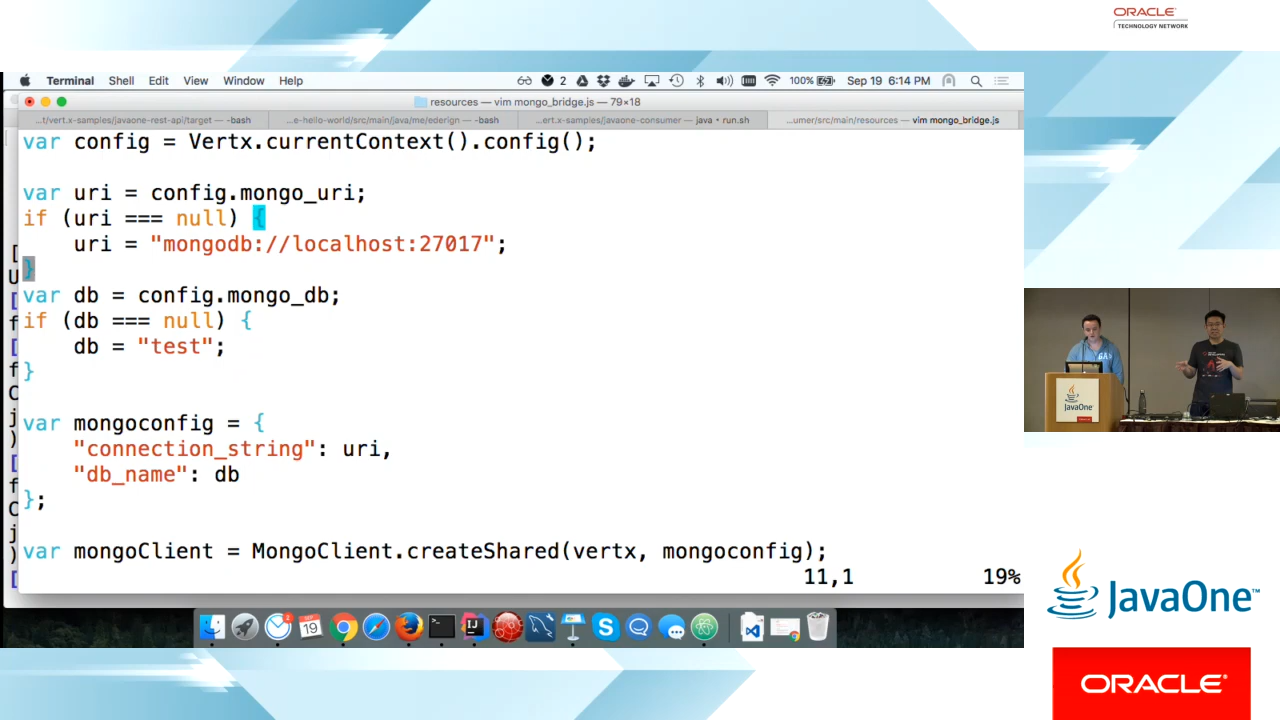 ORACLE
TECHNOLOGY NETWORK
Terminal Shell Edit View Window Help
2 100% Sep 19 6:14 PM
resources — vim mongo_bridge.js — 79×18
...t/vert.x-samples/javaone-rest-api/target — -bash
...e-hello-world/src/main/java/me/ederign — -bash
...ert.x-samples/javaone-consumer — java • run.sh
...umer/src/main/resources — vim mongo_bridge.js
var config = Vertx.currentContext().config();
var uri = config.mongo_uri;
if (uri === null) {
uri = "mongodb://localhost:27017";
}
var db = config.mongo_db;
if (db === null) {
db = "test";
}
var mongoconfig = {
"connection_string": uri,
"db_name": db
};
var mongoClient = MongoClient.createShared(vertx, mongoconfig);
11,1 19%
JavaOne
JavaOne™
ORACLE®